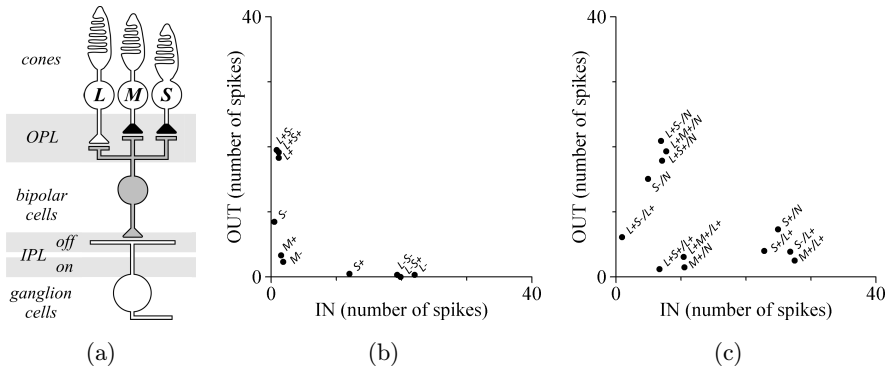 cones
L M S
OPL
bipolar
cells
IPL
off
on
ganglion
cells
(a)
40
OUT (number of spikes)
L+S-
L+S+
L+
S-
M+
M-
S+
L-S-
L-S+
L-
0
0
40
IN (number of spikes)
(b)
40
OUT (number of spikes)
L+S-/N
L+M+/N
L+S+/N
S-/N
L+S-/L+
S+/N
L+S+/L+
L+M+/L+
M+/N
S+/L+
S-/L+
M+/L+
0
0
40
IN (number of spikes)
(c)